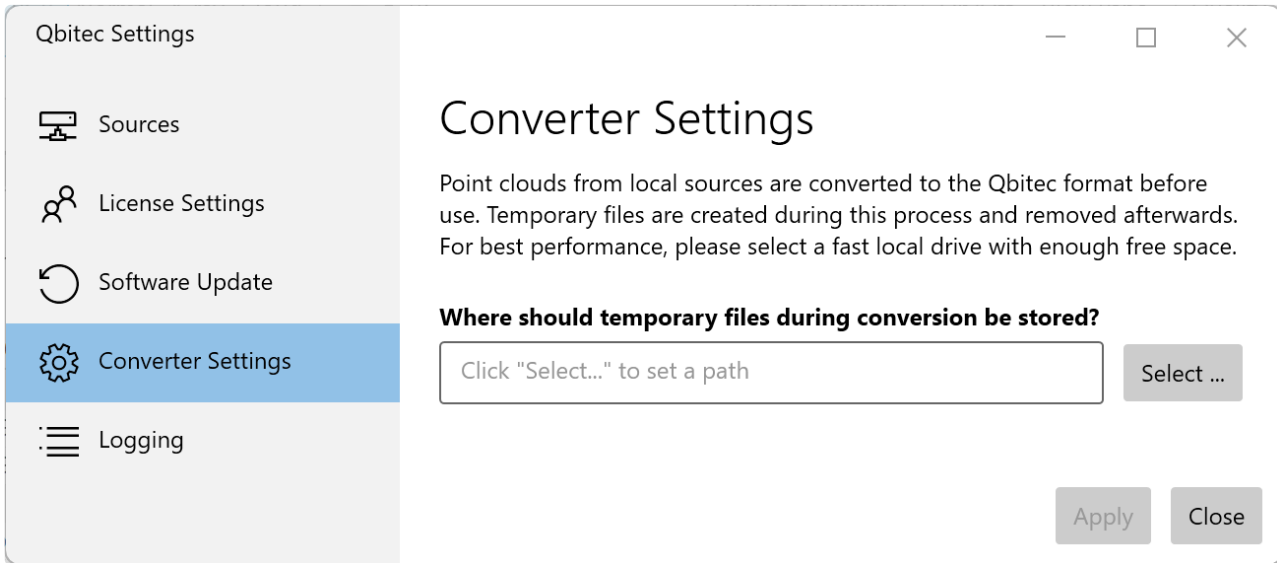 Qbitec Settings
Sources
License Settings
Software Update
Converter Settings
Logging
Converter Settings
Point clouds from local sources are converted to the Qbitec format before
use. Temporary files are created during this process and removed afterwards.
For best performance, please select a fast local drive with enough free space.
Where should temporary files during conversion be stored?
Click "Select..." to set a path
Select ...
Apply
Close